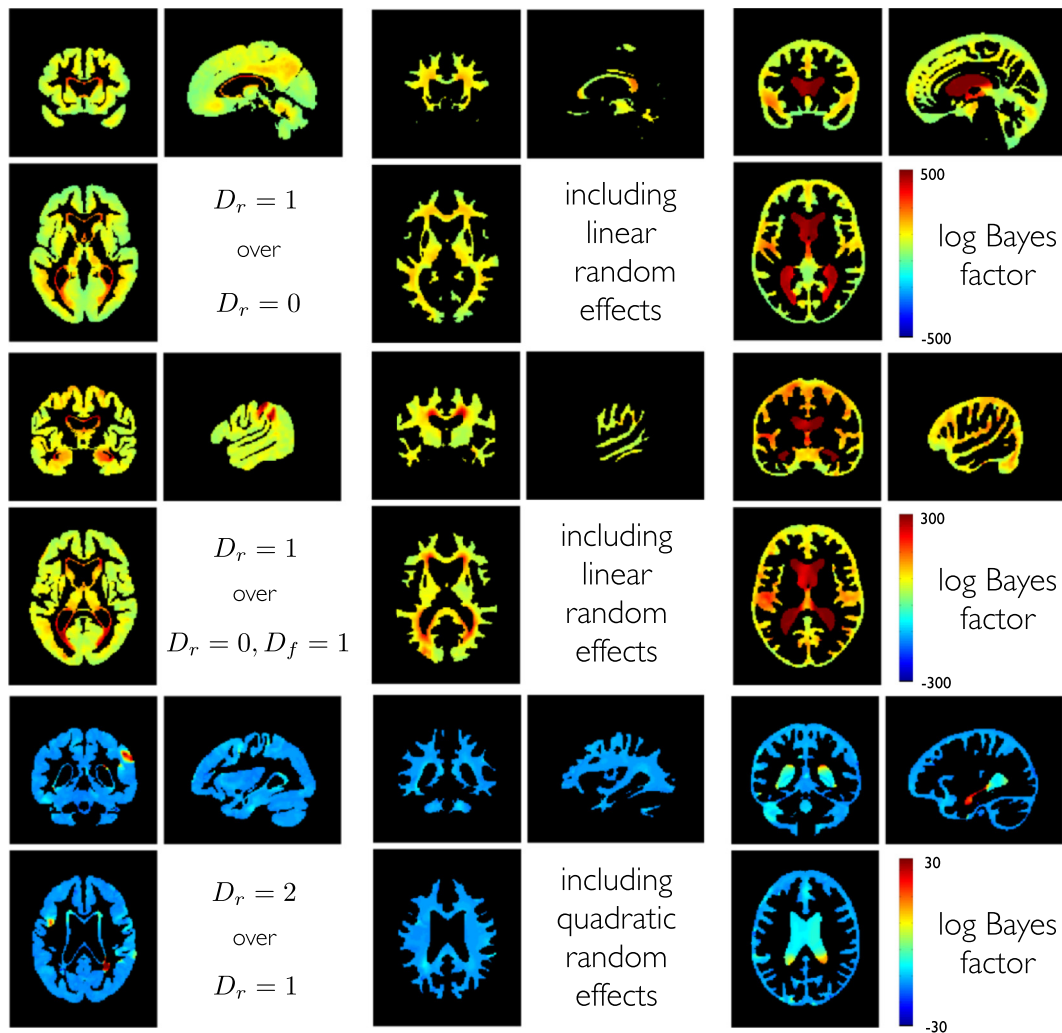 $D_r = 1$
over
$D_r = 0$
including
linear
random
effects
500
log Bayes
factor
-500
$D_r = 1$
over
$D_r = 0, D_f = 1$
including
linear
random
effects
300
log Bayes
factor
-300
$D_r = 2$
over
$D_r = 1$
including
quadratic
random
effects
30
log Bayes
factor
-30